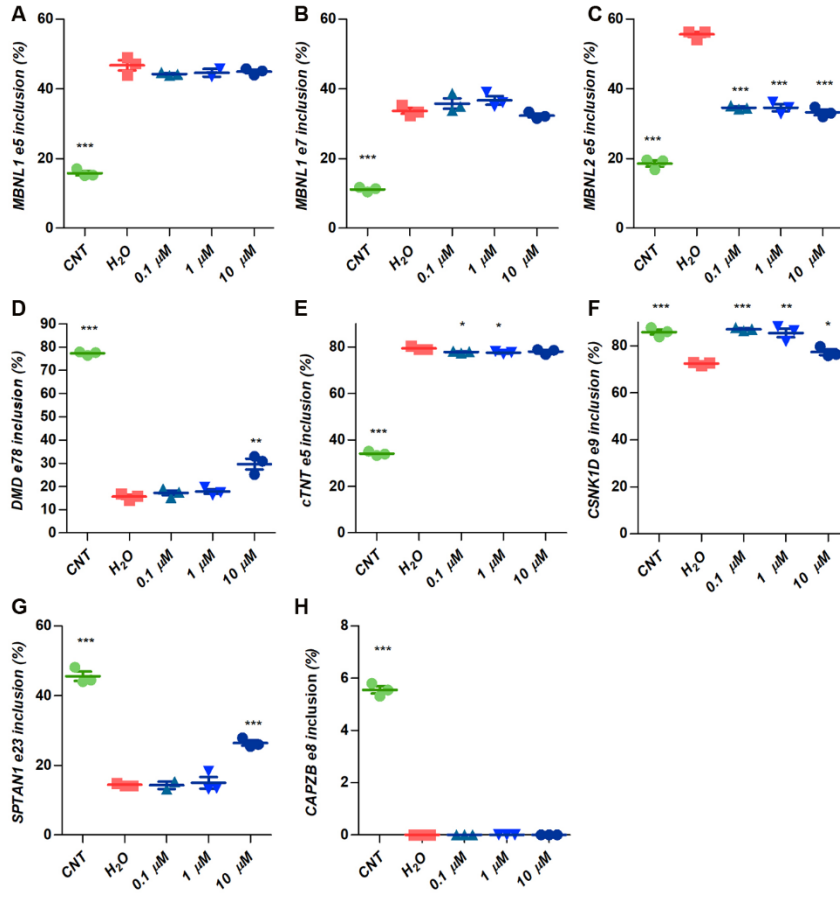 A
MBNL1 e5 inclusion (%)
60
40
20
0
***
CNT
H2O
0.1 µM
1 µM
10 µM
B
MBNL1 e7 inclusion (%)
60
40
20
0
***
CNT
H2O
0.1 µM
1 µM
10 µM
C
MBNL2 e5 inclusion (%)
60
40
20
0
***
***
***
***
CNT
H2O
0.1 µM
1 µM
10 µM
D
DMD e78 inclusion (%)
90
80
70
60
50
40
30
20
10
0
***
**
CNT
H2O
0.1 µM
1 µM
10 µM
E
cTNT e5 inclusion (%)
80
60
40
20
0
***
*
*
CNT
H2O
0.1 µM
1 µM
10 µM
F
CSNK1D e9 inclusion (%)
80
60
40
20
0
***
***
**
*
CNT
H2O
0.1 µM
1 µM
10 µM
G
SPTAN1 e23 inclusion (%)
60
40
20
0
***
***
CNT
H2O
0.1 µM
1 µM
10 µM
H
CAPZB e8 inclusion (%)
8
6
4
2
0
***
CNT
H2O
0.1 µM
1 µM
10 µM